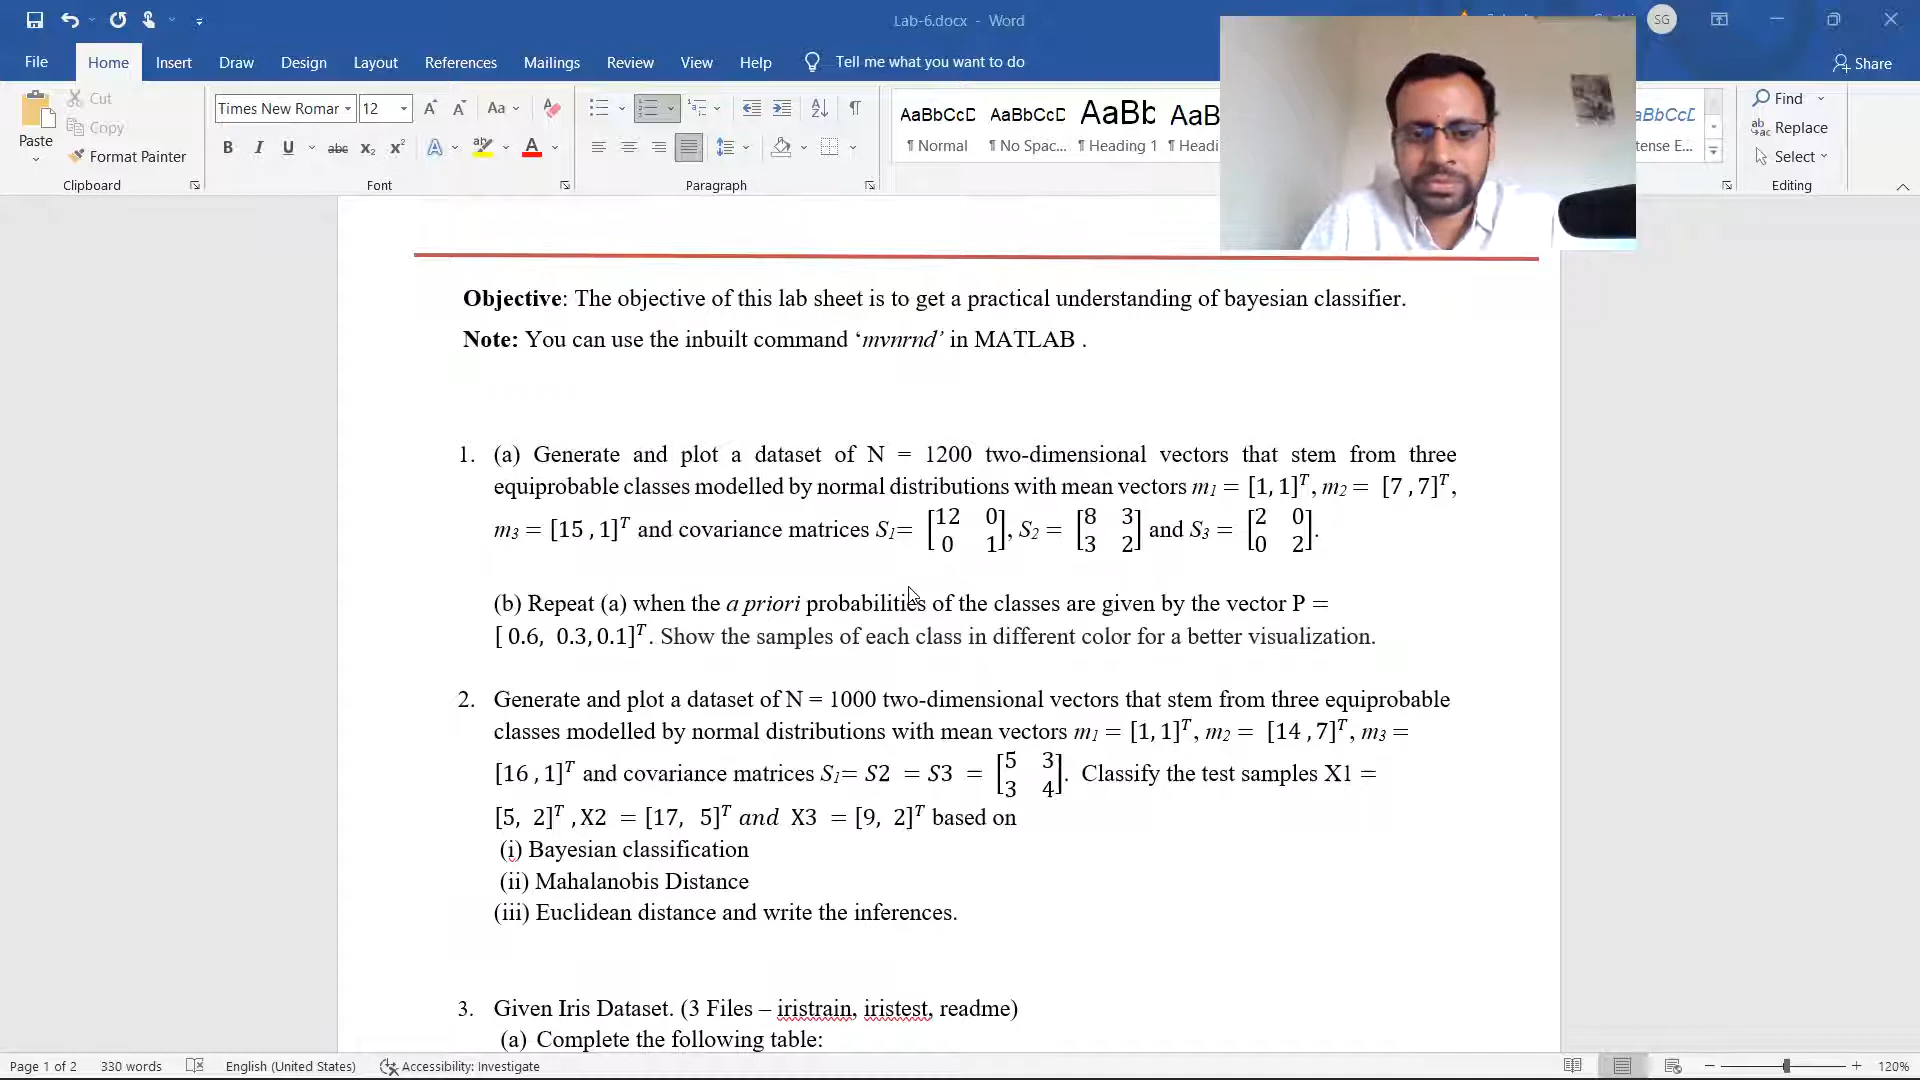 Lab-6.docx - Word
SG
File Home Insert Draw Design Layout References Mailings Review View Help Tell me what you want to do Share
Paste
Cut
Copy
Format Painter
Clipboard
Times New Romar 12
Font
Paragraph
AaBbCcD AaBbCcD AaBb AaB
¶ Normal ¶ No Spac... ¶ Heading 1 ¶ Headi
aBbCcD
tense E...
Find
Replace
Select
Editing
Objective: The objective of this lab sheet is to get a practical understanding of bayesian classifier.
Note: You can use the inbuilt command ‘mvnrnd’ in MATLAB .
1. (a) Generate and plot a dataset of N = 1200 two-dimensional vectors that stem from three
equiprobable classes modelled by normal distributions with mean vectors m1 = [1, 1]^T, m2 = [7 ,7]^T,
m3 = [15 , 1]^T and covariance matrices S1= [12 0; 0 1], S2 = [8 3; 3 2] and S3 = [2 0; 0 2].
(b) Repeat (a) when the a priori probabilities of the classes are given by the vector P =
[ 0.6, 0.3, 0.1]^T. Show the samples of each class in different color for a better visualization.
2. Generate and plot a dataset of N = 1000 two-dimensional vectors that stem from three equiprobable
classes modelled by normal distributions with mean vectors m1 = [1, 1]^T, m2 = [14 ,7]^T, m3 =
[16 , 1]^T and covariance matrices S1= S2 = S3 = [5 3; 3 4]. Classify the test samples X1 =
[5, 2]^T ,X2 = [17, 5]^T and X3 = [9, 2]^T based on
(i) Bayesian classification
(ii) Mahalanobis Distance
(iii) Euclidean distance and write the inferences.
3. Given Iris Dataset. (3 Files – iristrain, iristest, readme)
(a) Complete the following table:
Page 1 of 2 330 words English (United States) Accessibility: Investigate 120%